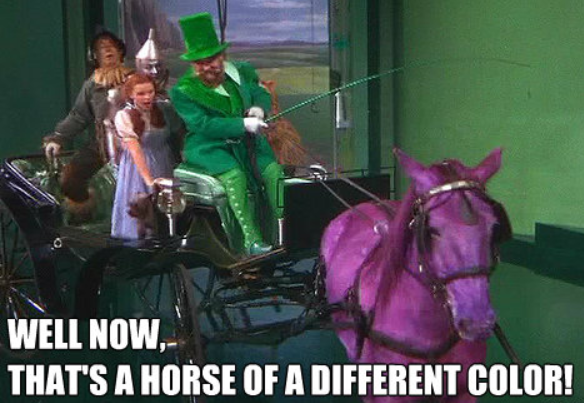 WELL NOW,
THAT'S A HORSE OF A DIFFERENT COLOR!